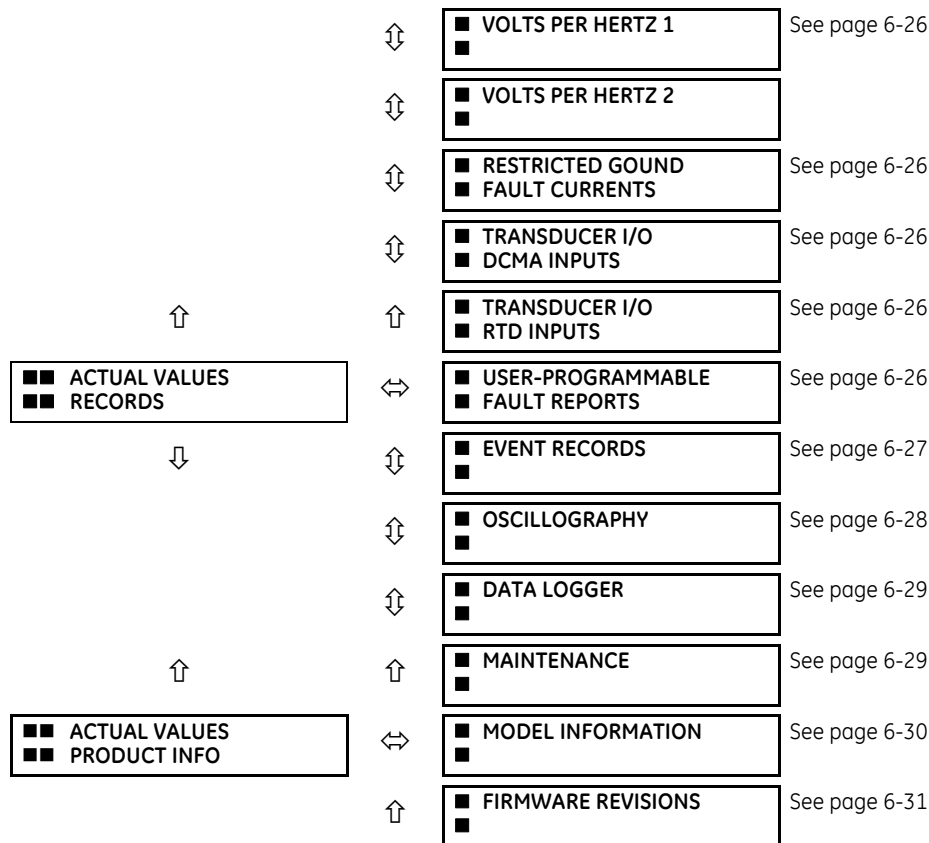 ■ VOLTS PER HERTZ 1 See page 6-26
■
■ VOLTS PER HERTZ 2
■
■ RESTRICTED GOUND See page 6-26
■ FAULT CURRENTS
■ TRANSDUCER I/O See page 6-26
■ DCMA INPUTS
■ TRANSDUCER I/O See page 6-26
■ RTD INPUTS
■■ ACTUAL VALUES
■■ RECORDS
■ USER-PROGRAMMABLE See page 6-26
■ FAULT REPORTS
■ EVENT RECORDS See page 6-27
■
■ OSCILLOGRAPHY See page 6-28
■
■ DATA LOGGER See page 6-29
■
■ MAINTENANCE See page 6-29
■
■■ ACTUAL VALUES
■■ PRODUCT INFO
■ MODEL INFORMATION See page 6-30
■
■ FIRMWARE REVISIONS See page 6-31
■